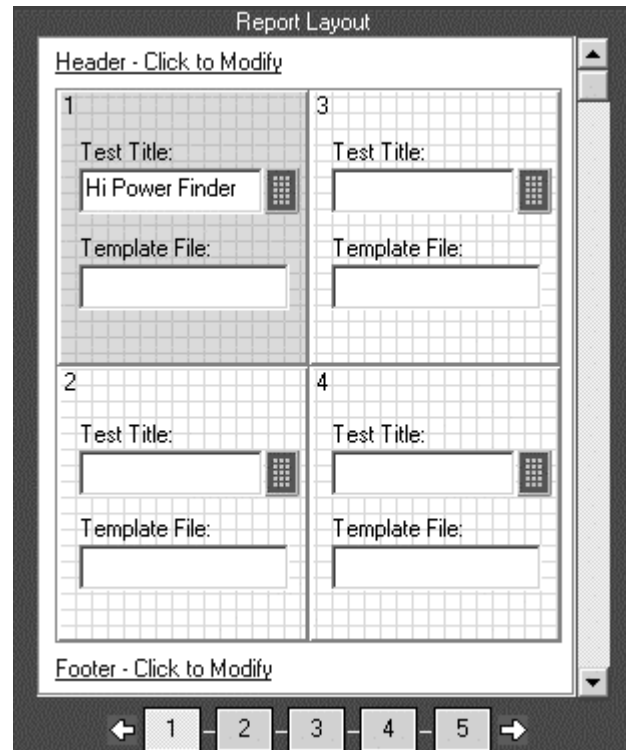 Report Layout
Header - Click to Modify
1
Test Title:
Hi Power Finder
Template File:
3
Test Title:
Template File:
2
Test Title:
Template File:
4
Test Title:
Template File:
Footer - Click to Modify
1 - 2 - 3 - 4 - 5